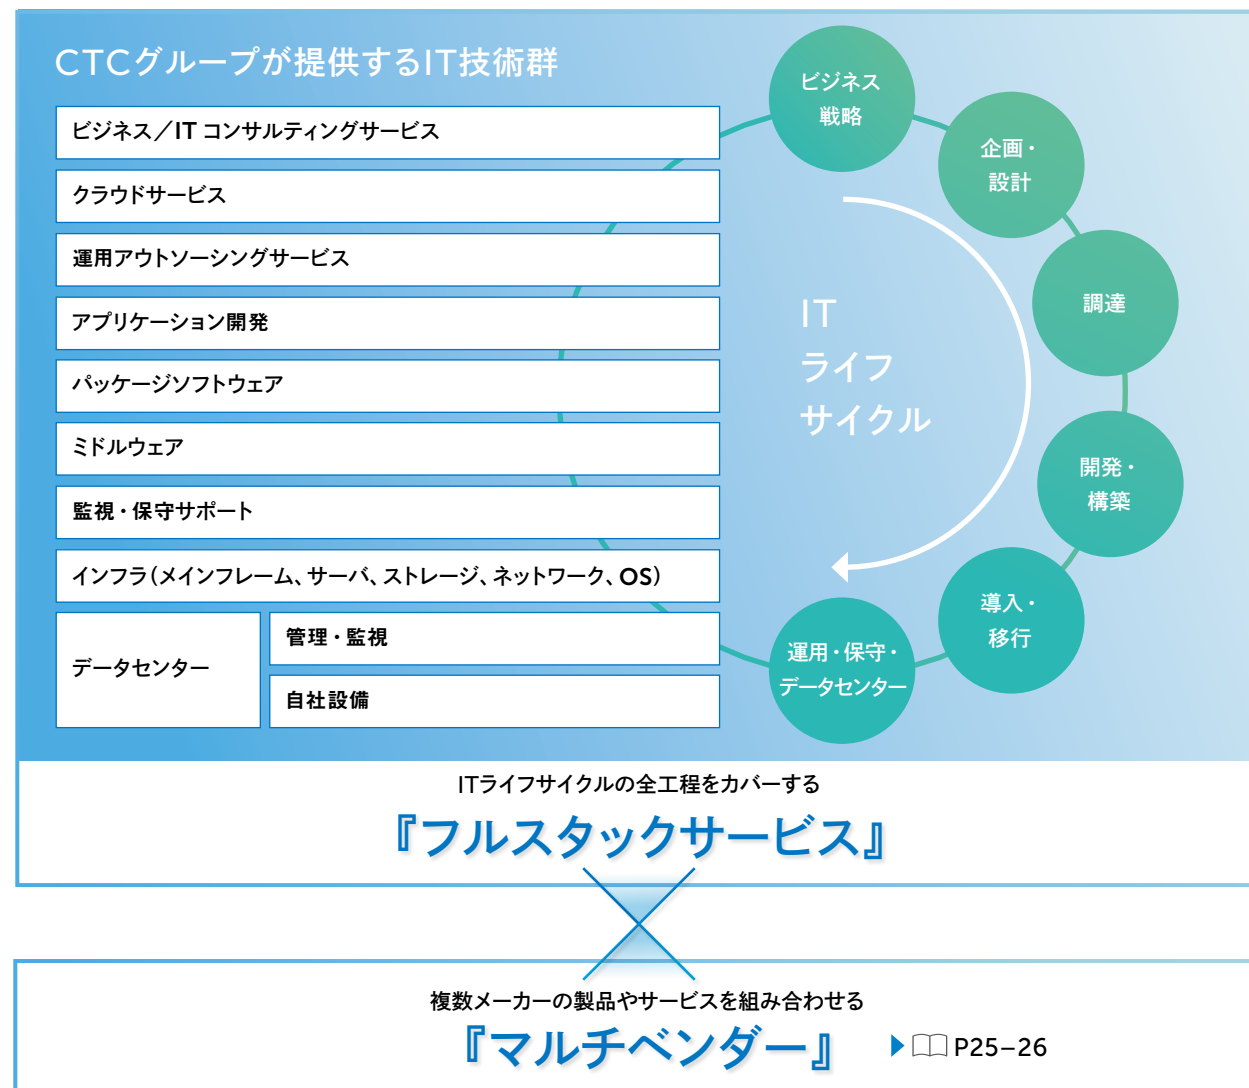 CTCグループが提供するIT技術群
ビジネス／IT コンサルティングサービス
クラウドサービス
運用アウトソーシングサービス
アプリケーション開発
パッケージソフトウェア
ミドルウェア
監視・保守サポート
インフラ（メインフレーム、サーバ、ストレージ、ネットワーク、OS）
データセンター
管理・監視
自社設備
ビジネス
戦略
企画・
設計
調達
開発・
構築
導入・
移行
運用・保守・
データセンター
IT
ライフ
サイクル
ITライフサイクルの全工程をカバーする
『フルスタックサービス』
複数メーカーの製品やサービスを組み合わせる
『マルチベンダー』
P25–26